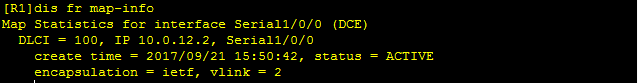 [R1]dis fr map-info
Map Statistics for interface Serial1/0/0 (DCE)
  DLCI = 100, IP 10.0.12.2, Serial1/0/0
    create time = 2017/09/21 15:50:42, status = ACTIVE
    encapsulation = ietf, vlink = 2